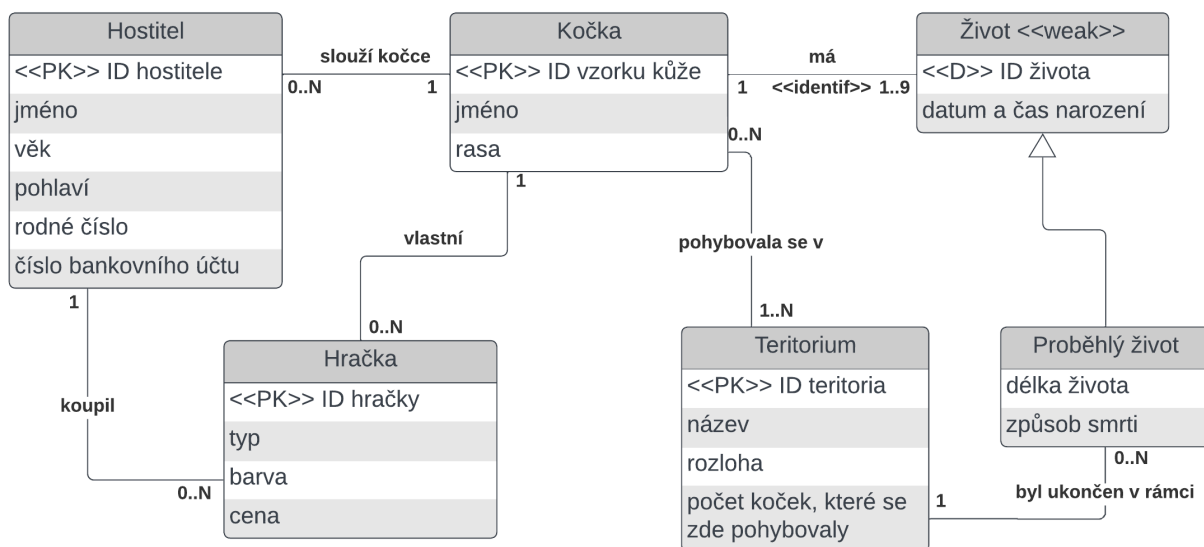 Hostitel
<<PK>> ID hostitele
jméno
věk
pohlaví
rodné číslo
číslo bankovního účtu
slouží kočce
0..N
1
Kočka
<<PK>> ID vzorku kůže
jméno
rasa
má
1
<<identif>>
1..9
Život <<weak>>
<<D>> ID života
datum a čas narození
0..N
1
vlastní
0..N
pohybovala se v
1..N
1
koupil
0..N
Hračka
<<PK>> ID hračky
typ
barva
cena
Teritorium
<<PK>> ID teritoria
název
rozloha
počet koček, které se
zde pohybovaly
Proběhlý život
délka života
způsob smrti
0..N
byl ukončen v rámci
1